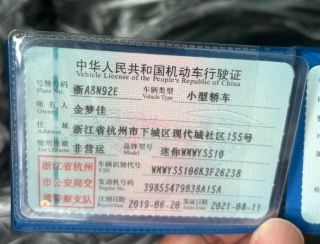 中华人民共和国机动车行驶证
Vehicle License of the People's Republic of China
号牌号码 浙A8N92E 车辆类型 小型轿车
Plate No. Vehicle Type
所有人 金梦佳
Owner
住址 浙江省杭州市下城区现代城社区155号
Address
使用性质 非营运 品牌型号 迷你WMWYS510
Use Character Model
浙江省杭州 车辆识别代号 WMWYS5106K3F26238
市公安局交 VIN
通警察支队 发动机号码 39855479B38A15A
Engine No.
注册日期 2019-06-20 发证日期 2021-08-11
Register Date Issue Date